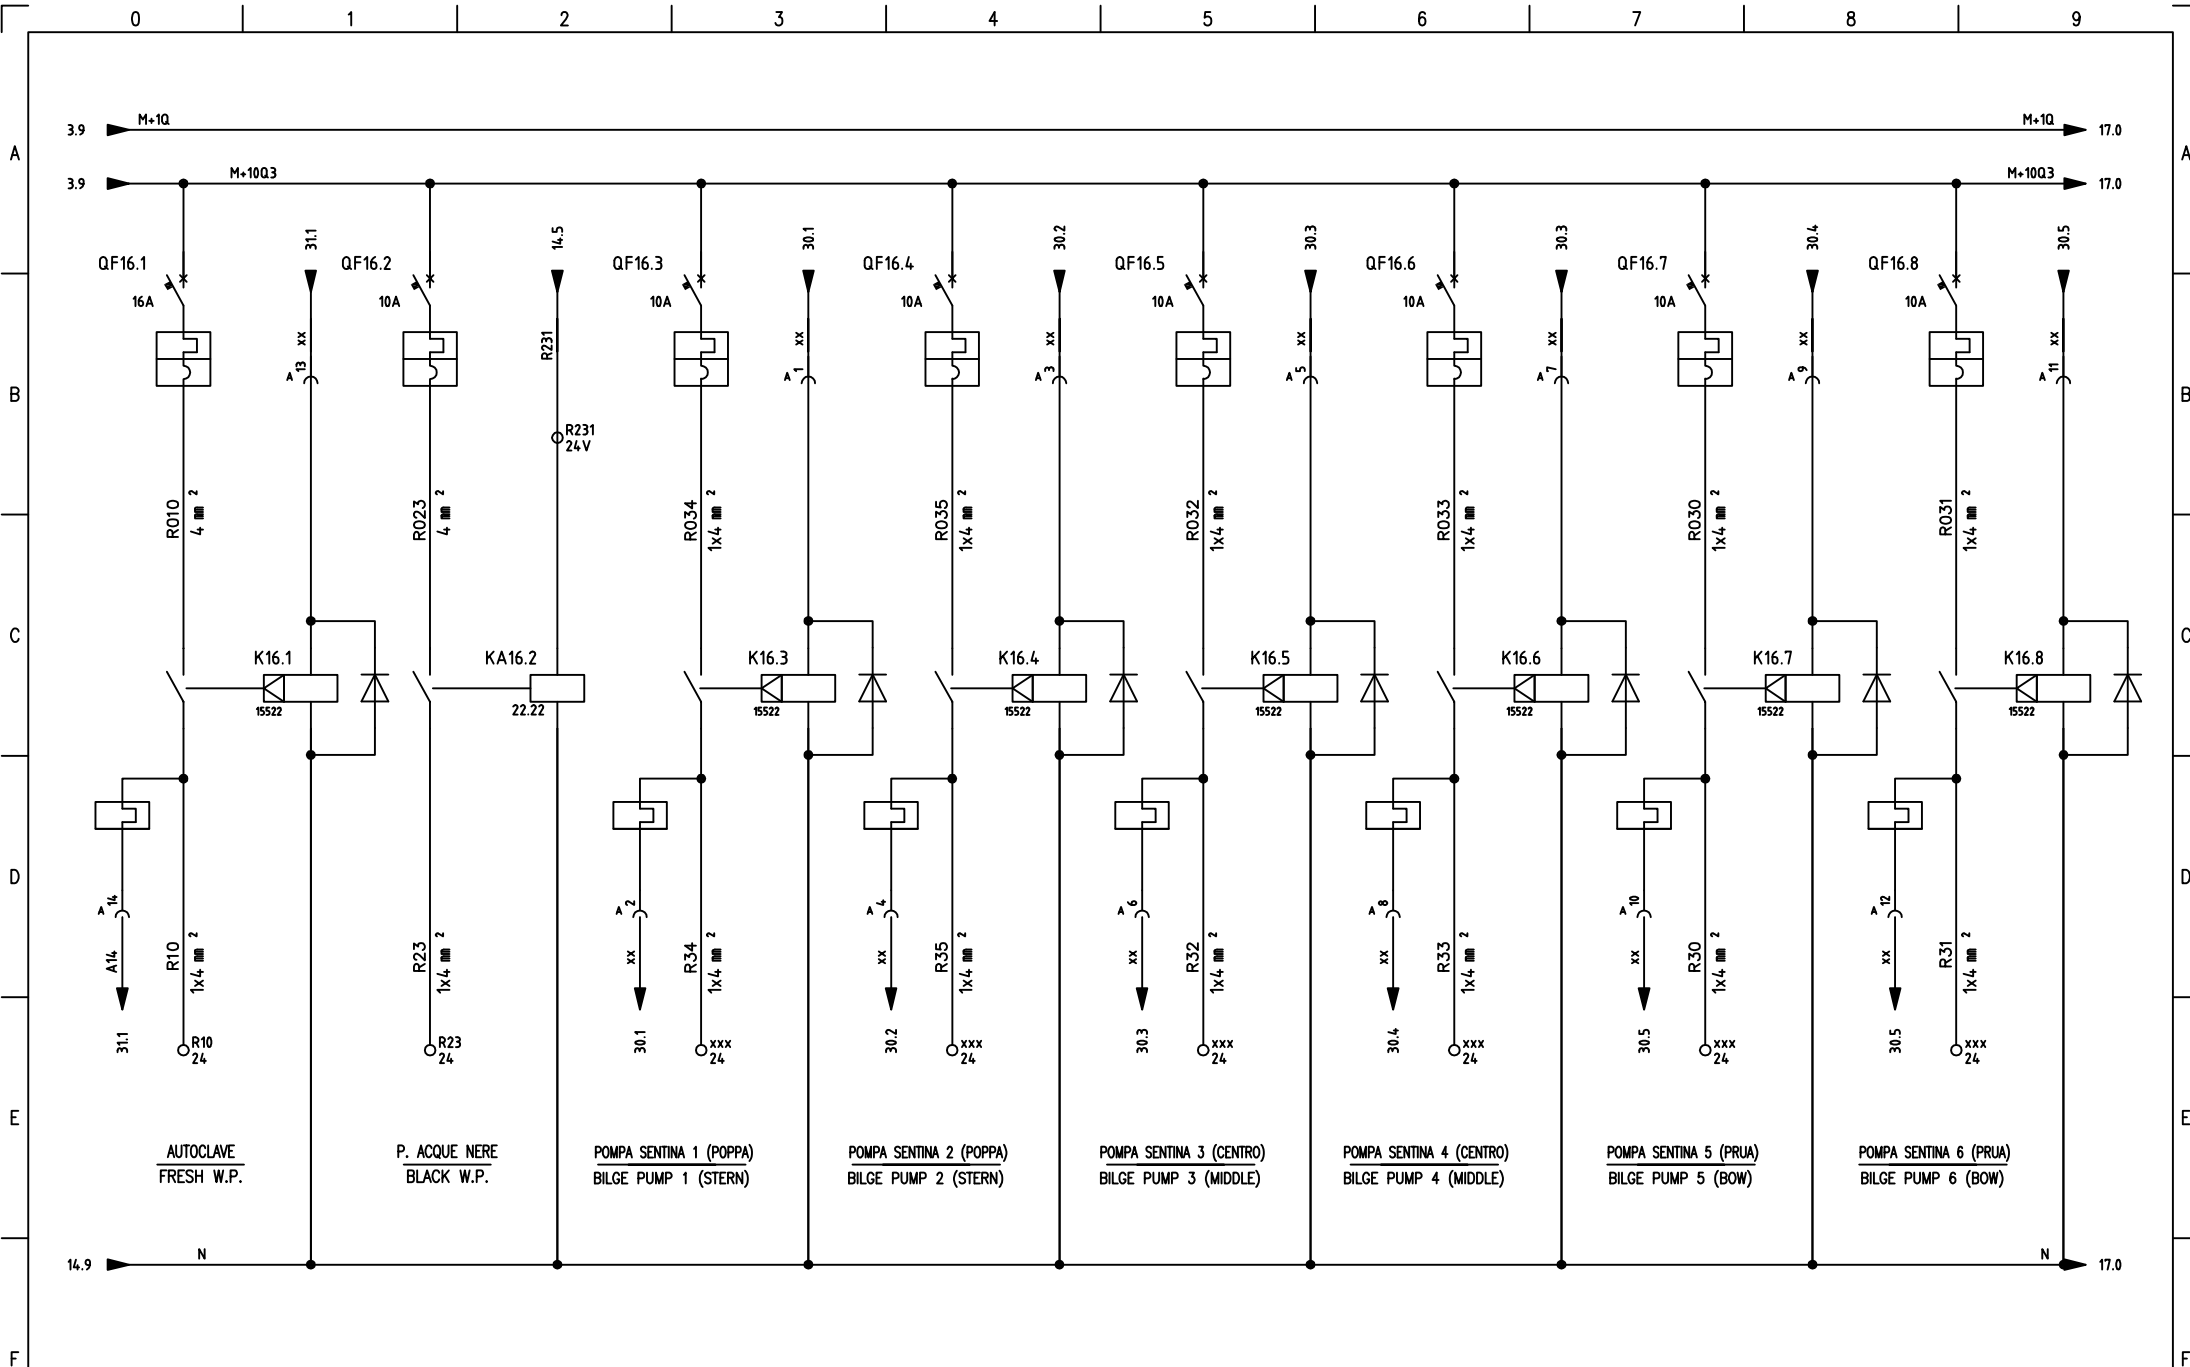 0 1 2 3 4 5 6 7 8 9
3.9 M+1Q M+1Q 17.0
A A
3.9 M+10Q3 M+10Q3 17.0
31.1 14.5 30.1 30.2 30.3 30.3 30.4 30.5
QF16.1 QF16.2 QF16.3 QF16.4 QF16.5 QF16.6 QF16.7 QF16.8
16A 10A 10A 10A 10A 10A 10A 10A
xx R231 xx xx xx xx xx xx
A 13 A 1 A 3 A 5 A 7 A 9 A 11
B B
R231
24V
R010 R023 R034 R035 R032 R033 R030 R031
4 mm 2 4 mm 2 1x4 mm 2 1x4 mm 2 1x4 mm 2 1x4 mm 2 1x4 mm 2 1x4 mm 2
C C
K16.1 KA16.2 K16.3 K16.4 K16.5 K16.6 K16.7 K16.8
15522 22.22 15522 15522 15522 15522 15522 15522
D D
A 14 A 2 A 4 A 6 A 8 A 10 A 12
A14 xx xx xx xx xx xx
R10 R23 R34 R35 R32 R33 R30 R31
1x4 mm 2 1x4 mm 2 1x4 mm 2 1x4 mm 2 1x4 mm 2 1x4 mm 2 1x4 mm 2 1x4 mm 2
31.1 30.1 30.2 30.3 30.4 30.5 30.5
R10 R23 xxx xxx xxx xxx xxx xxx
24 24 24 24 24 24 24 24
E E
AUTOCLAVE P. ACQUE NERE POMPA SENTINA 1 (POPPA) POMPA SENTINA 2 (POPPA) POMPA SENTINA 3 (CENTRO) POMPA SENTINA 4 (CENTRO) POMPA SENTINA 5 (PRUA) POMPA SENTINA 6 (PRUA)
FRESH W.P. BLACK W.P. BILGE PUMP 1 (STERN) BILGE PUMP 2 (STERN) BILGE PUMP 3 (MIDDLE) BILGE PUMP 4 (MIDDLE) BILGE PUMP 5 (BOW) BILGE PUMP 6 (BOW)
14.9 N N 17.0
F F